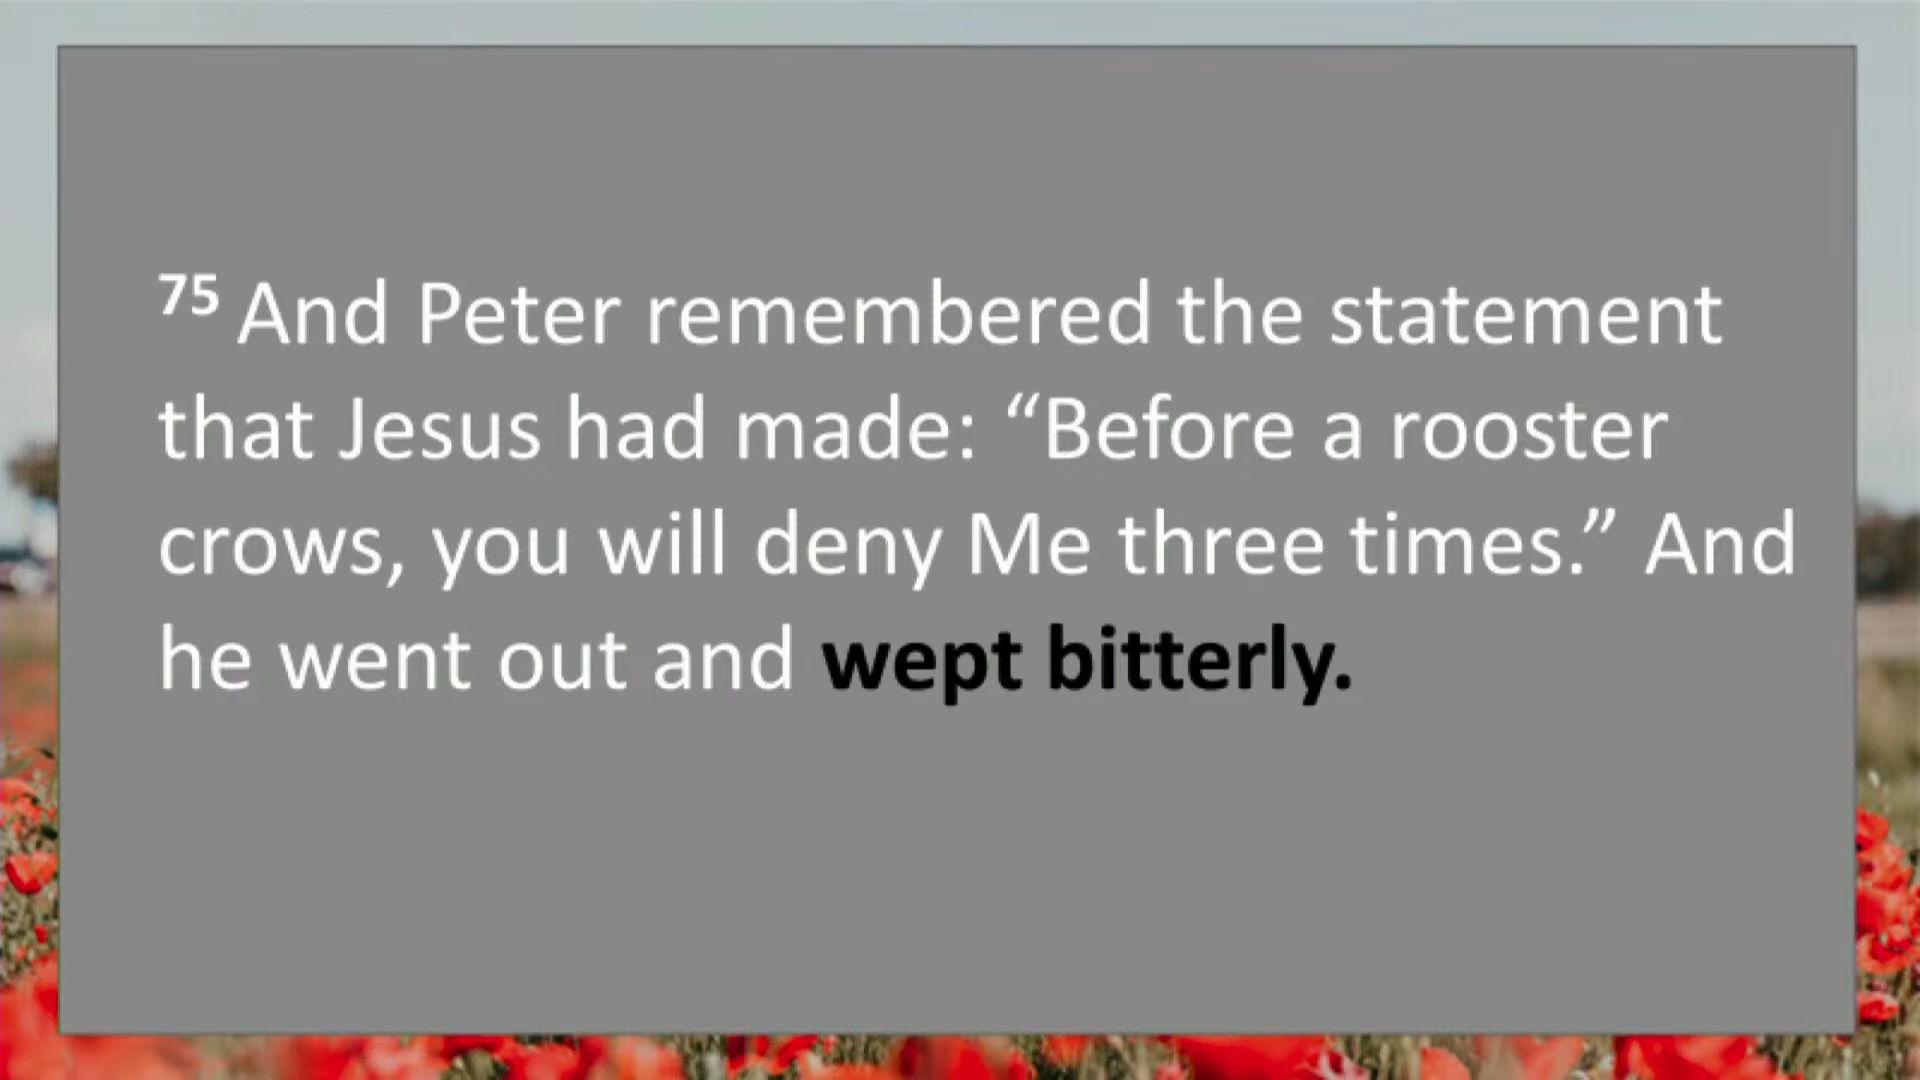 75 And Peter remembered the statement
that Jesus had made: “Before a rooster
crows, you will deny Me three times.” And
he went out and wept bitterly.